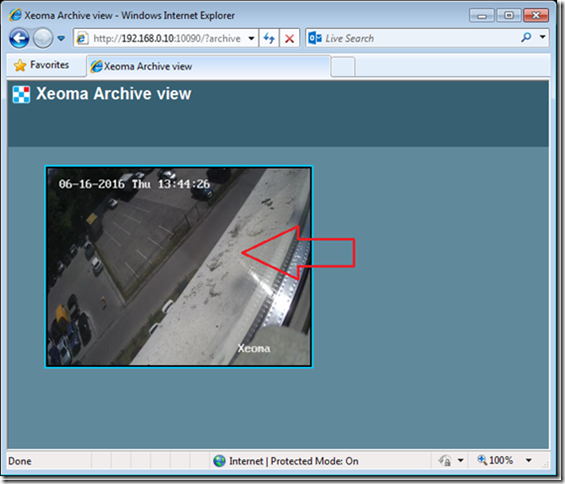 Xeoma Archive view - Windows Internet Explorer
http://192.168.0.10:10090/?archive
Live Search
Favorites
Xeoma Archive view
Xeoma Archive view
06-16-2016 Thu 13:44:26
Xeoma
Done
Internet | Protected Mode: On
100%